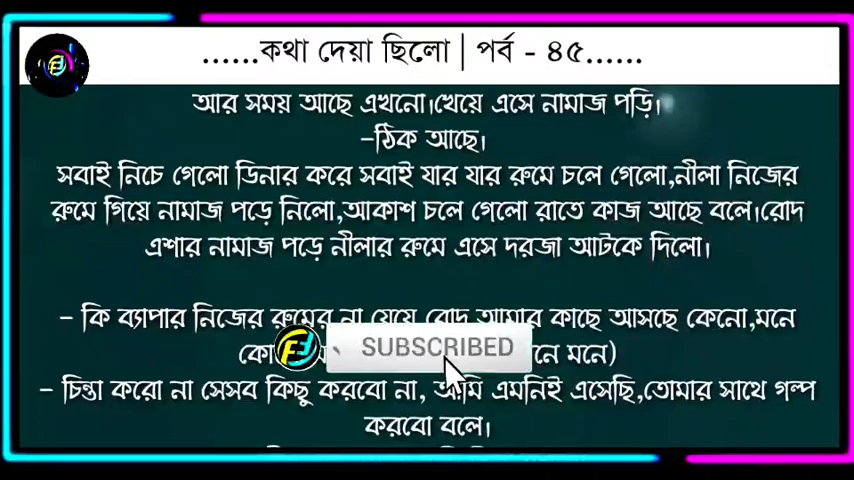 ......কথা দেয়া ছিলো | পর্ব - ৪৫......
আর সময় আছে এখনো।খেয়ে এসে নামাজ পড়ি।
-ঠিক আছে।
সবাই নিচে গেলো ডিনার করে সবাই যার যার রুমে চলে গেলো,নীলা নিজের
রুমে গিয়ে নামাজ পড়ে নিলো,আকাশ চলে গেলো রাতে কাজ আছে বলে।রোদ
এশার নামাজ পড়ে নীলার রুমে এসে দরজা আটকে দিলো।
- কি ব্যাপার নিজের রুমের না যেয়ে রোদ আমার কাছে আসছে কেনো,মনে
মনে)
SUBSCRIBED
- চিন্তা করো না সেসব কিছু করবো না, আমি এমনিই এসেছি,তোমার সাথে গল্প
করবো বলে।